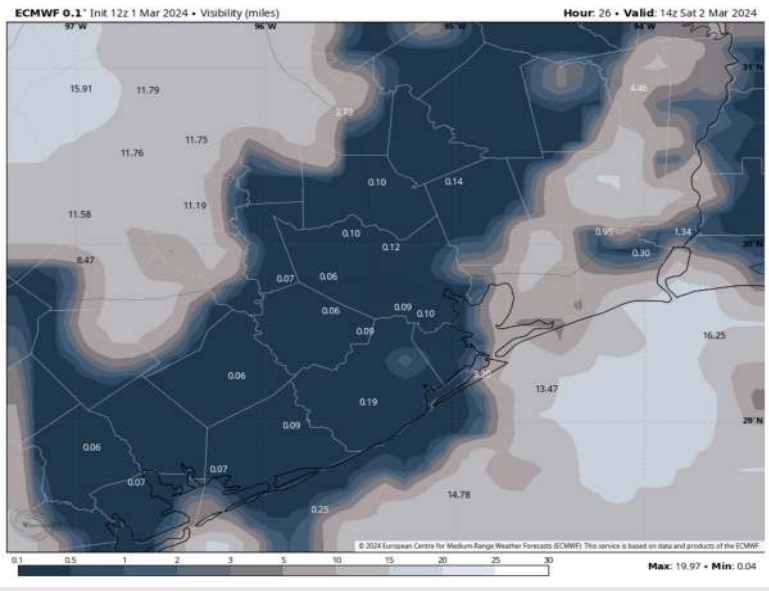 ECMWF 0.1° Init 12z 1 Mar 2024 • Visibility (miles) Hour: 26 • Valid: 14z Sat 2 Mar 2024
97°W 96°W 95°W 94°W
31°N
15.91 11.79 4.46
3.73
11.75
11.76
0.10 0.14
11.19
11.58
0.10 0.95 1.34
0.12 30°N
0.30
8.47
0.07 0.06
0.06 0.09 0.10
0.09
16.25
0.06
13.47
0.19
0.09 29°N
0.06
0.07
0.07
14.78
0.25
© 2024 European Centre for Medium-Range Weather Forecasts (ECMWF). This service is based on data and products of the ECMWF.
0.1 0.5 1 2 3 5 10 15 20 25 30
Max: 19.97 • Min: 0.04